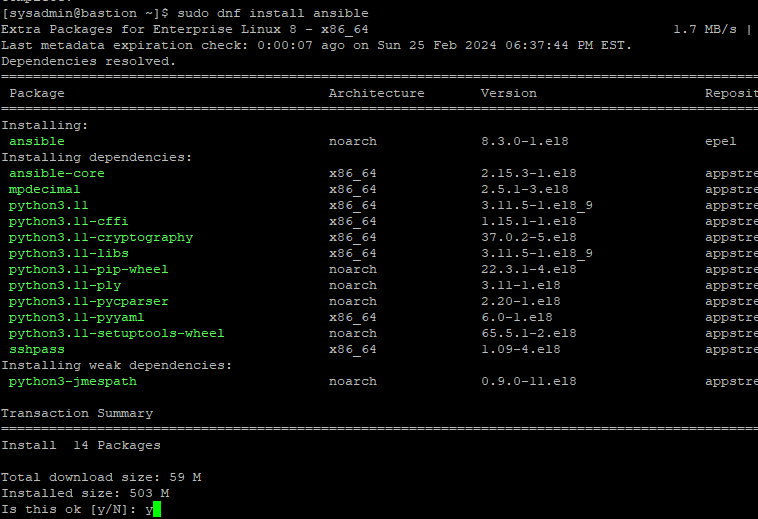 [sysadmin@bastion ~]$ sudo dnf install ansible
Extra Packages for Enterprise Linux 8 - x86_64 1.7 MB/s |
Last metadata expiration check: 0:00:07 ago on Sun 25 Feb 2024 06:37:44 PM EST.
Dependencies resolved.
================================================================================
Package Architecture Version Reposit
================================================================================
Installing:
ansible noarch 8.3.0-1.el8 epel
Installing dependencies:
ansible-core x86_64 2.15.3-1.el8 appstre
mpdecimal x86_64 2.5.1-3.el8 appstre
python3.11 x86_64 3.11.5-1.el8_9 appstre
python3.11-cffi x86_64 1.15.1-1.el8 appstre
python3.11-cryptography x86_64 37.0.2-5.el8 appstre
python3.11-libs x86_64 3.11.5-1.el8_9 appstre
python3.11-pip-wheel noarch 22.3.1-4.el8 appstre
python3.11-ply noarch 3.11-1.el8 appstre
python3.11-pycparser noarch 2.20-1.el8 appstre
python3.11-pyyaml x86_64 6.0-1.el8 appstre
python3.11-setuptools-wheel noarch 65.5.1-2.el8 appstre
sshpass x86_64 1.09-4.el8 appstre
Installing weak dependencies:
python3-jmespath noarch 0.9.0-11.el8 appstre
Transaction Summary
================================================================================
Install 14 Packages
Total download size: 59 M
Installed size: 503 M
Is this ok [y/N]: y